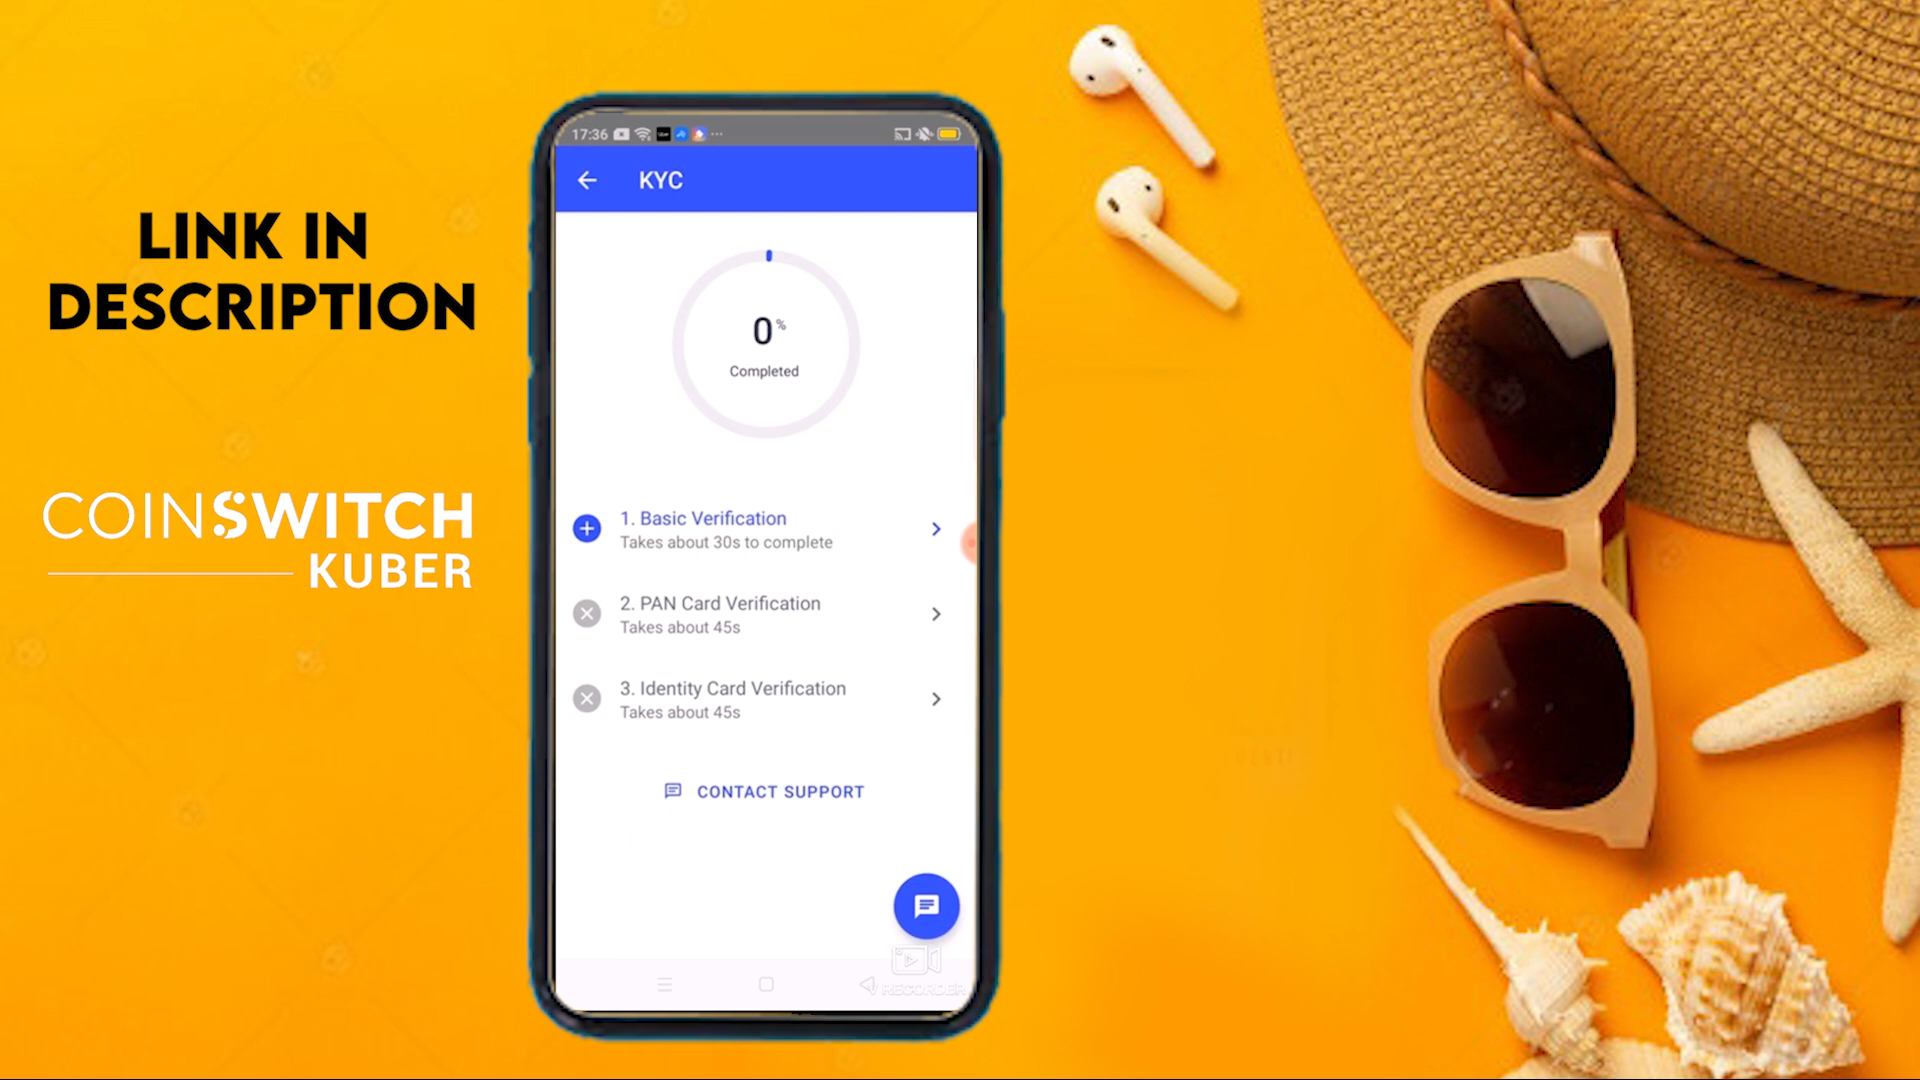 LINK IN
DESCRIPTION
COINSWITCH
KUBER
17:36
KYC
0%
Completed
1. Basic Verification
Takes about 30s to complete
2. PAN Card Verification
Takes about 45s
3. Identity Card Verification
Takes about 45s
CONTACT SUPPORT
RECORDER